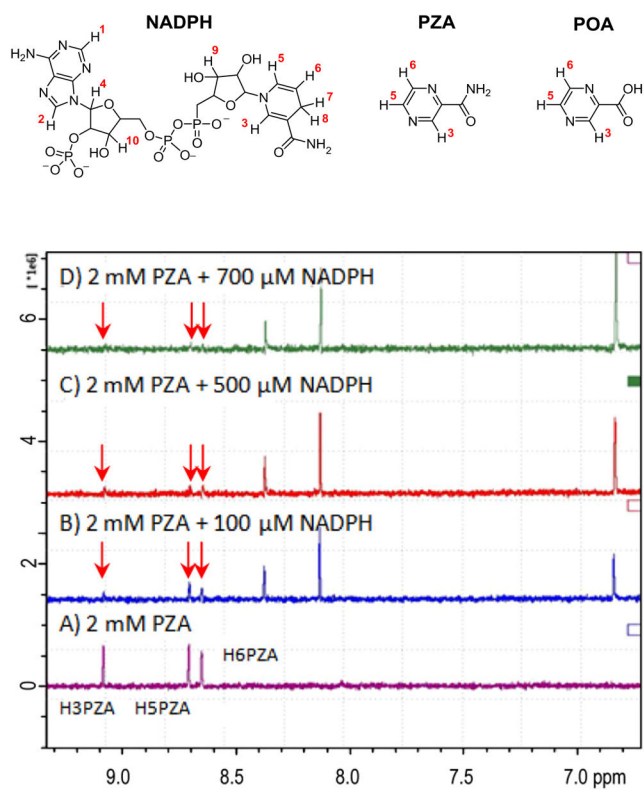 NADPH
PZA
POA
1
H
N
N
H2N
N
N
2
H
4
H
O
O
O
P
O−
O−
HO
H
10
O
O
P
O
O−
O
P
O−
9
H
HO
OH
O
5
H
N
6
H
H
7
H
8
3
H
O
NH2
6
H
5
H
N
N
NH2
O
H
3
6
H
5
H
N
N
OH
O
H
3
[ *1e6]
D) 2 mM PZA + 700 µM NADPH
6
C) 2 mM PZA + 500 µM NADPH
4
B) 2 mM PZA + 100 µM NADPH
2
A) 2 mM PZA
H6PZA
0
H3PZA H5PZA
9.0 8.5 8.0 7.5 7.0 ppm